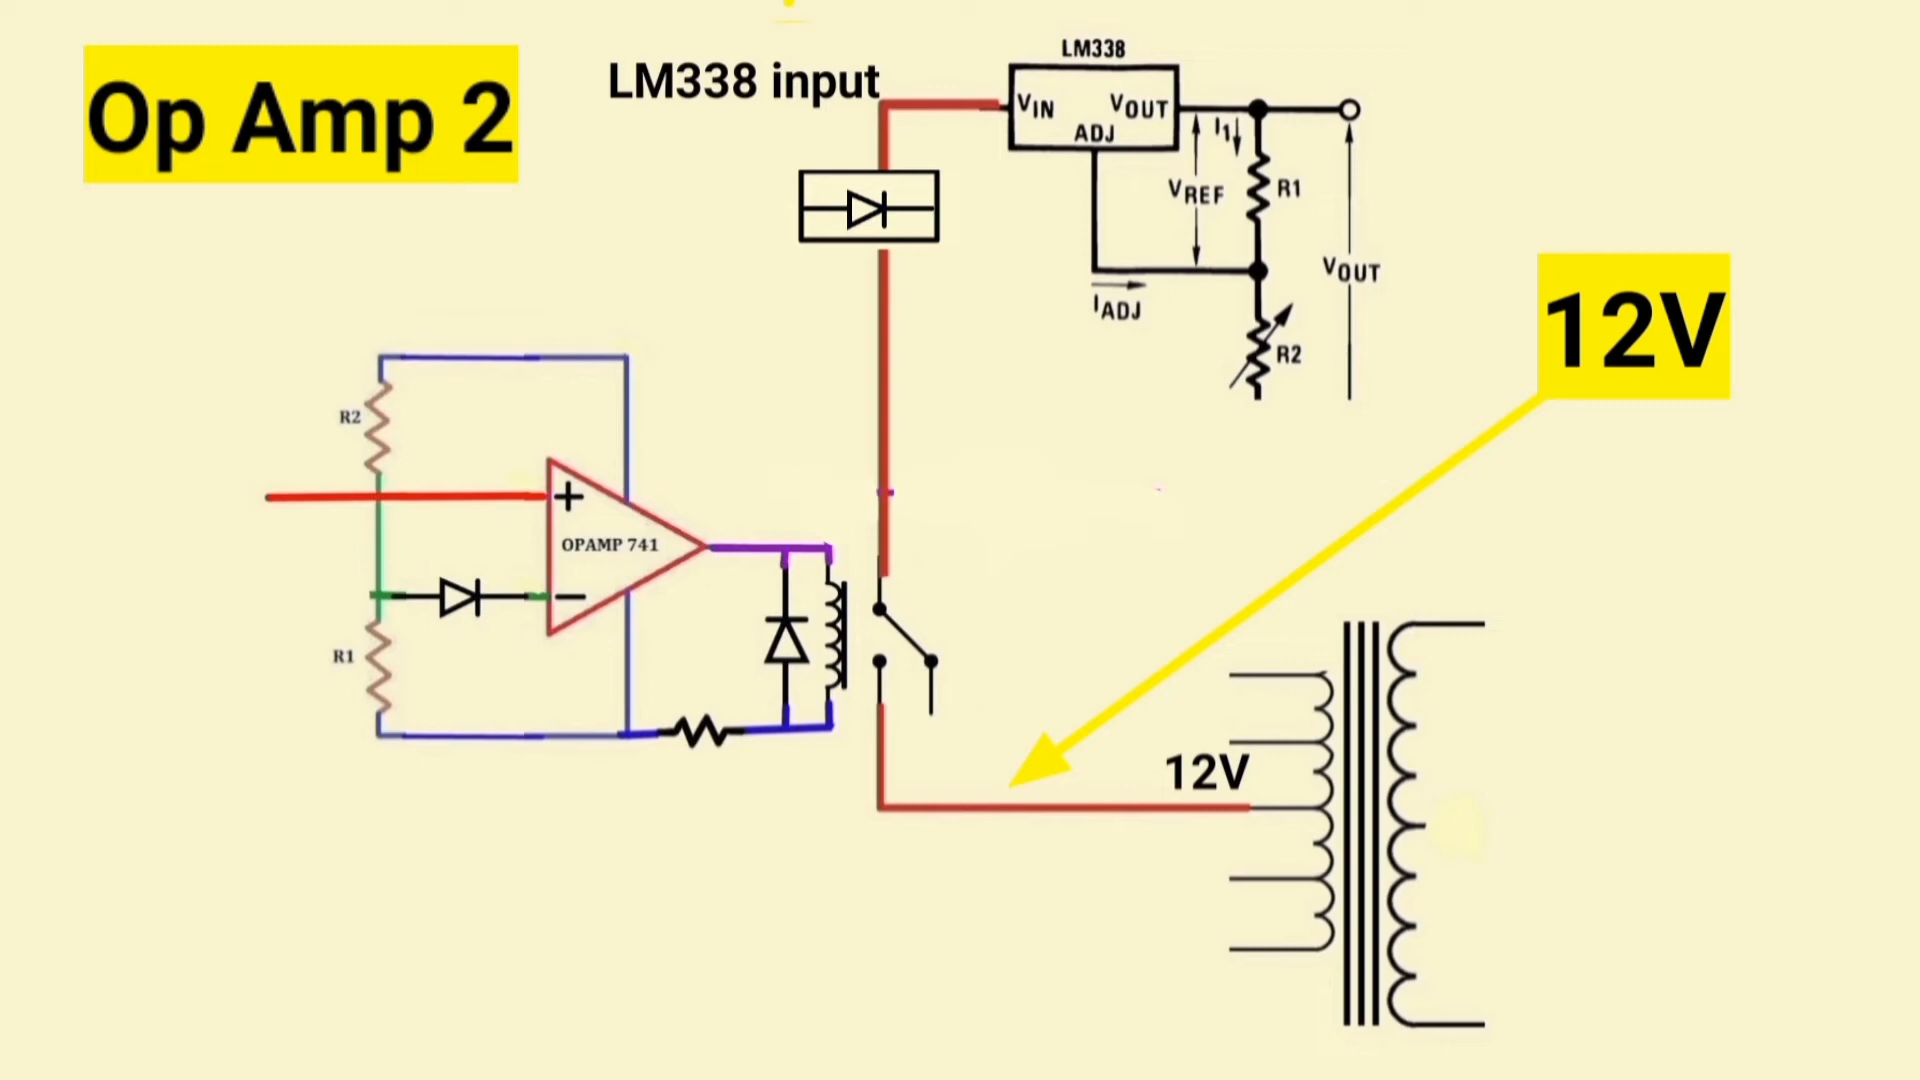 Op Amp 2
LM338 input
LM338
VIN VOUT
ADJ
I1
VREF
R1
VOUT
IADJ
R2
12V
R2
+
OPAMP 741
−
R1
12V